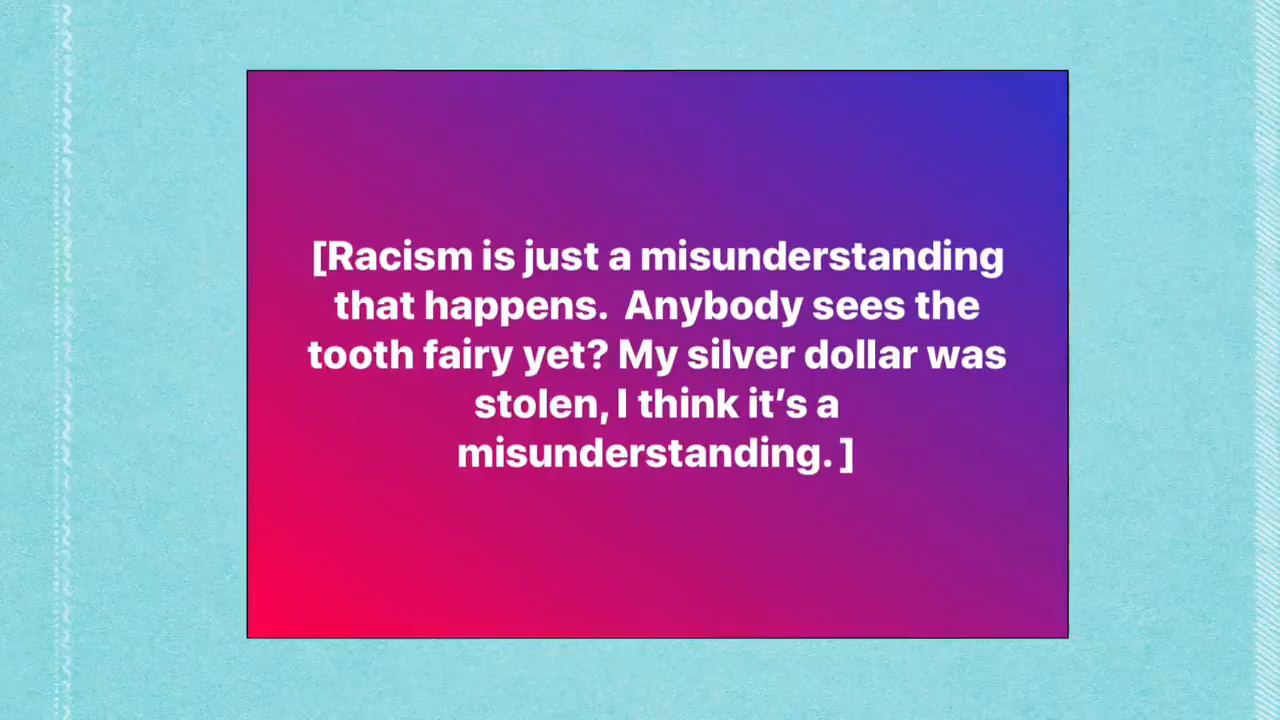 [Racism is just a misunderstanding
that happens.  Anybody sees the
tooth fairy yet? My silver dollar was
stolen, I think it’s a
misunderstanding. ]